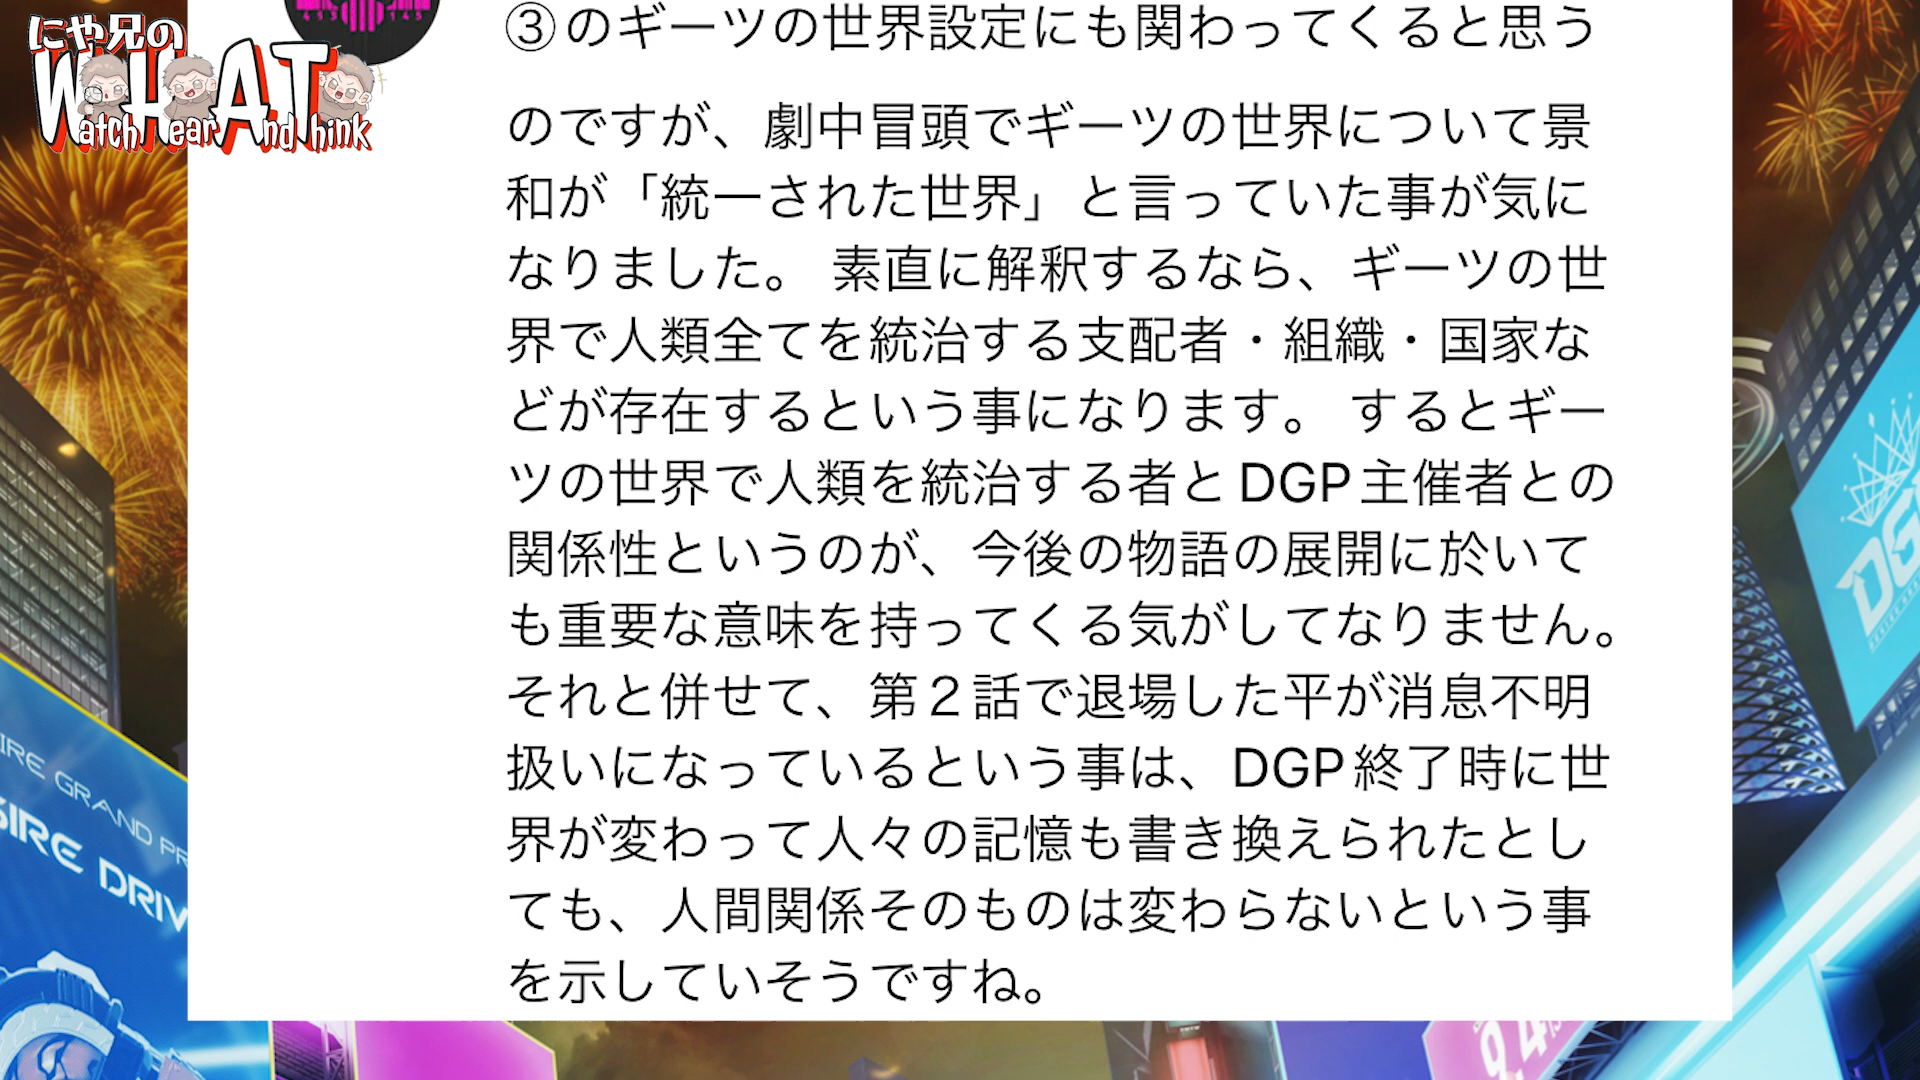 にや兄の
WHAT
Watch Hear And Think
③のギーツの世界設定にも関わってくると思う
のですが、劇中冒頭でギーツの世界について景
和が「統一された世界」と言っていた事が気に
なりました。 素直に解釈するなら、ギーツの世
界で人類全てを統治する支配者・組織・国家な
どが存在するという事になります。 するとギー
ツの世界で人類を統治する者とDGP主催者との
関係性というのが、今後の物語の展開に於いて
も重要な意味を持ってくる気がしてなりません。
それと併せて、第２話で退場した平が消息不明
扱いになっているという事は、DGP終了時に世
界が変わって人々の記憶も書き換えられたとし
ても、人間関係そのものは変わらないという事
を示していそうですね。
IRE GRAND PR
SIRE DRIV
DG
9.4